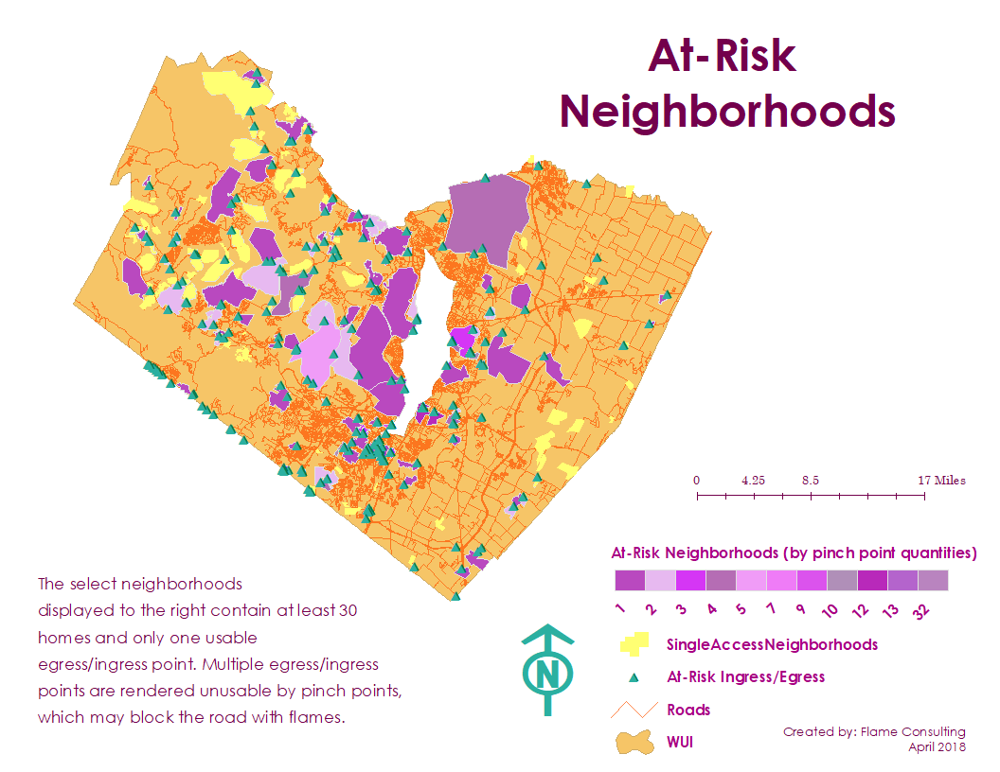 At-Risk
Neighborhoods
0 4.25 8.5 17 Miles
At-Risk Neighborhoods (by pinch point quantities)
1 2 3 4 5 7 9 10 12 13 32
The select neighborhoods
displayed to the right contain at least 30
homes and only one usable
egress/ingress point. Multiple egress/ingress
points are rendered unusable by pinch points,
which may block the road with flames.
N
SingleAccessNeighborhoods
At-Risk Ingress/Egress
Roads
WUI
Created by: Flame Consulting
April 2018